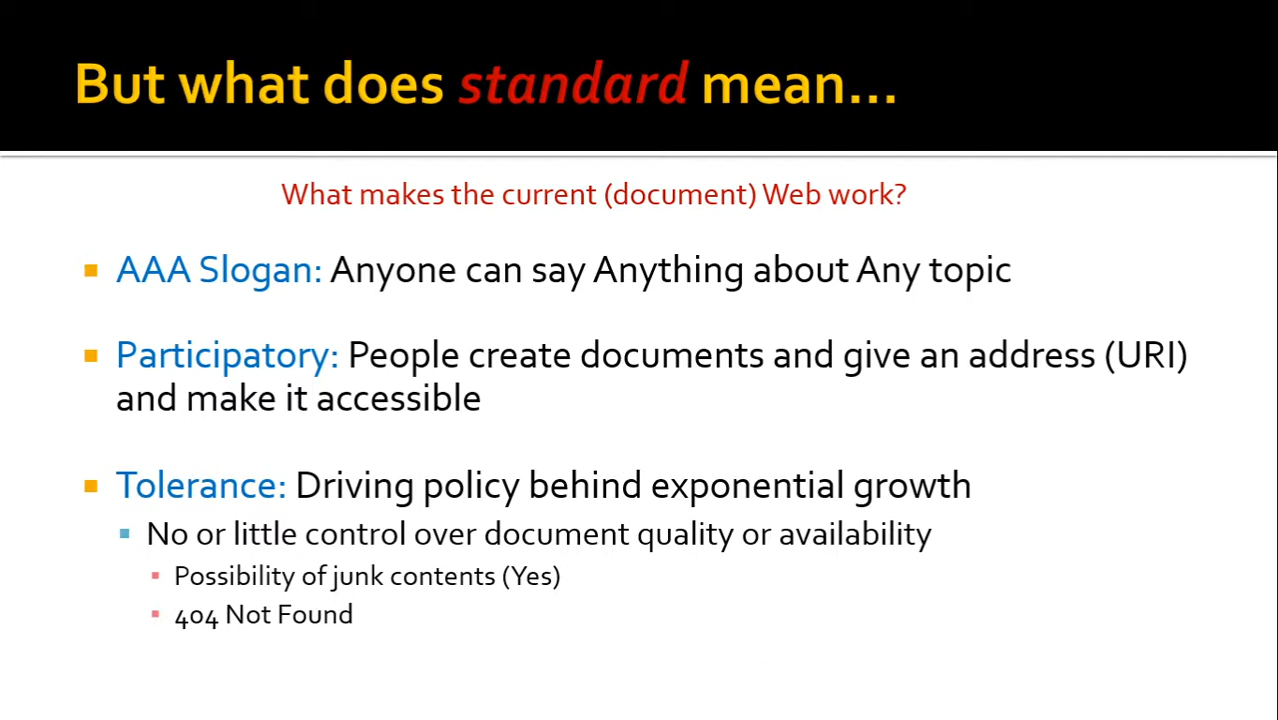 But what does standard mean...
What makes the current (document) Web work?
AAA Slogan: Anyone can say Anything about Any topic
Participatory: People create documents and give an address (URI)
and make it accessible
Tolerance: Driving policy behind exponential growth
No or little control over document quality or availability
Possibility of junk contents (Yes)
404 Not Found